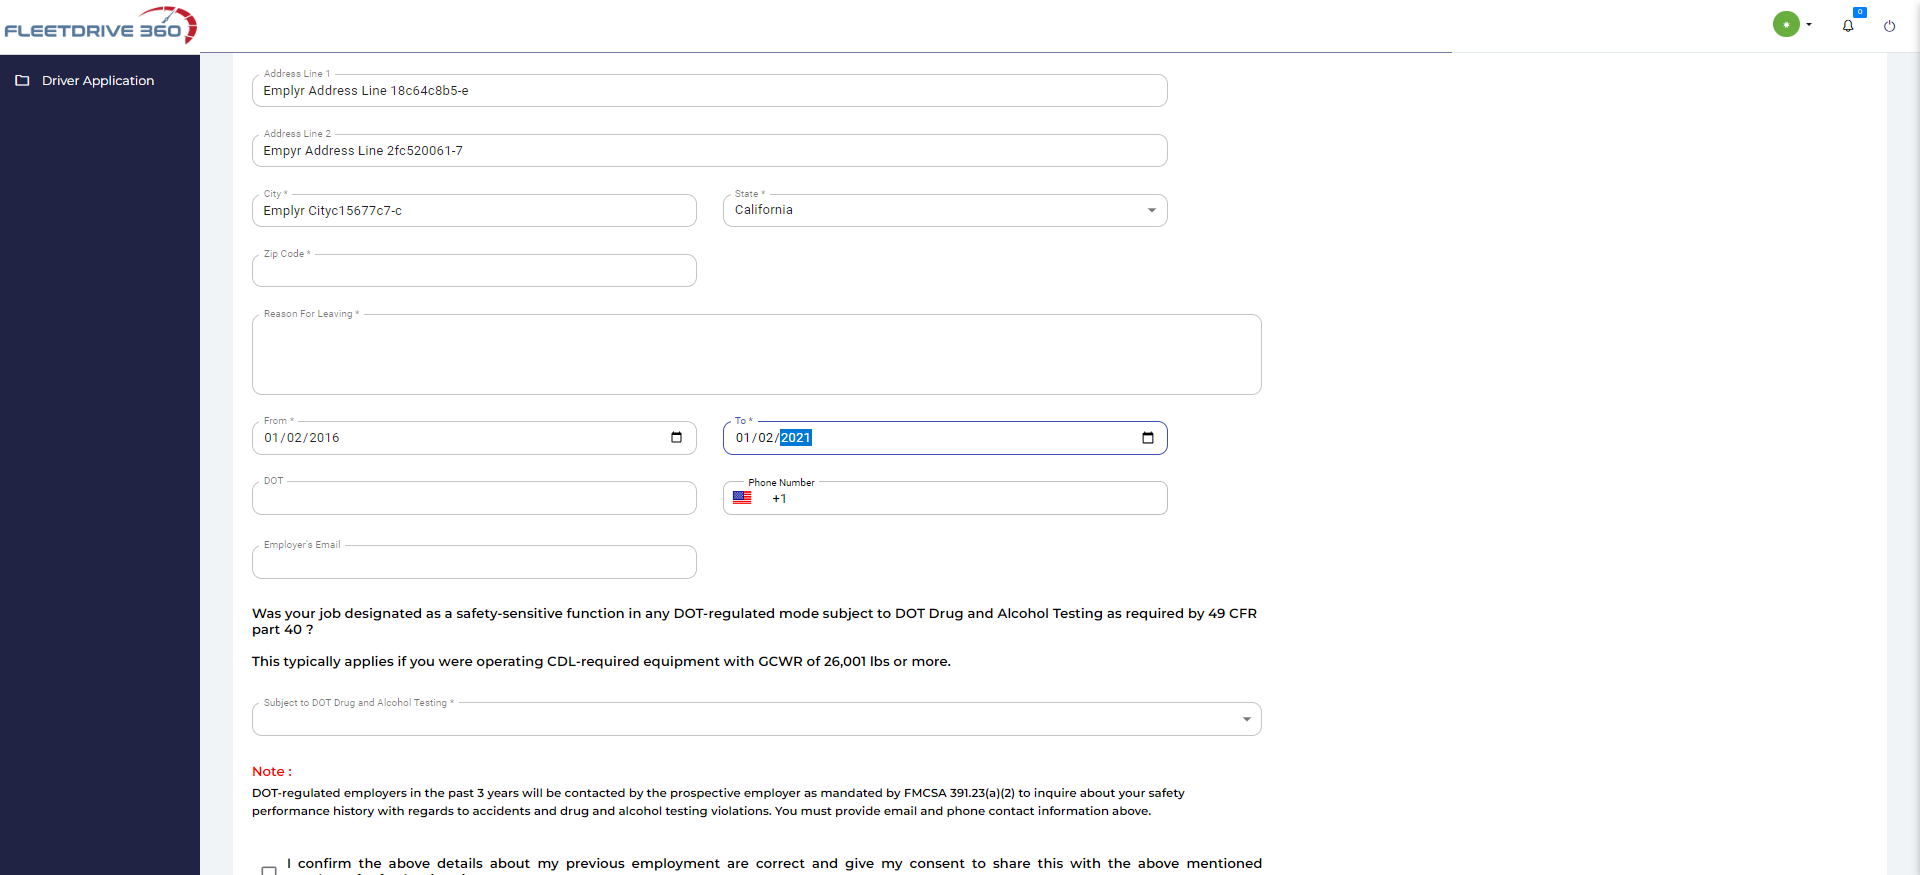 FLEETDRIVE 360
0
Driver Application
Address Line 1
Emplyr Address Line 18c64c8b5-e
Address Line 2
Empyr Address Line 2fc520061-7
City *
State *
Emplyr Cityc15677c7-c
California
Zip Code *
Reason For Leaving *
From *
To *
01/02/2016
01/02/2021
DOT
Phone Number
+1
Employer's Email
Was your job designated as a safety-sensitive function in any DOT-regulated mode subject to DOT Drug and Alcohol Testing as required by 49 CFR
part 40 ?
This typically applies if you were operating CDL-required equipment with GCWR of 26,001 lbs or more.
Subject to DOT Drug and Alcohol Testing *
Note :
DOT-regulated employers in the past 3 years will be contacted by the prospective employer as mandated by FMCSA 391.23(a)(2) to inquire about your safety
performance history with regards to accidents and drug and alcohol testing violations. You must provide email and phone contact information above.
I confirm the above details about my previous employment are correct and give my consent to share this with the above mentioned